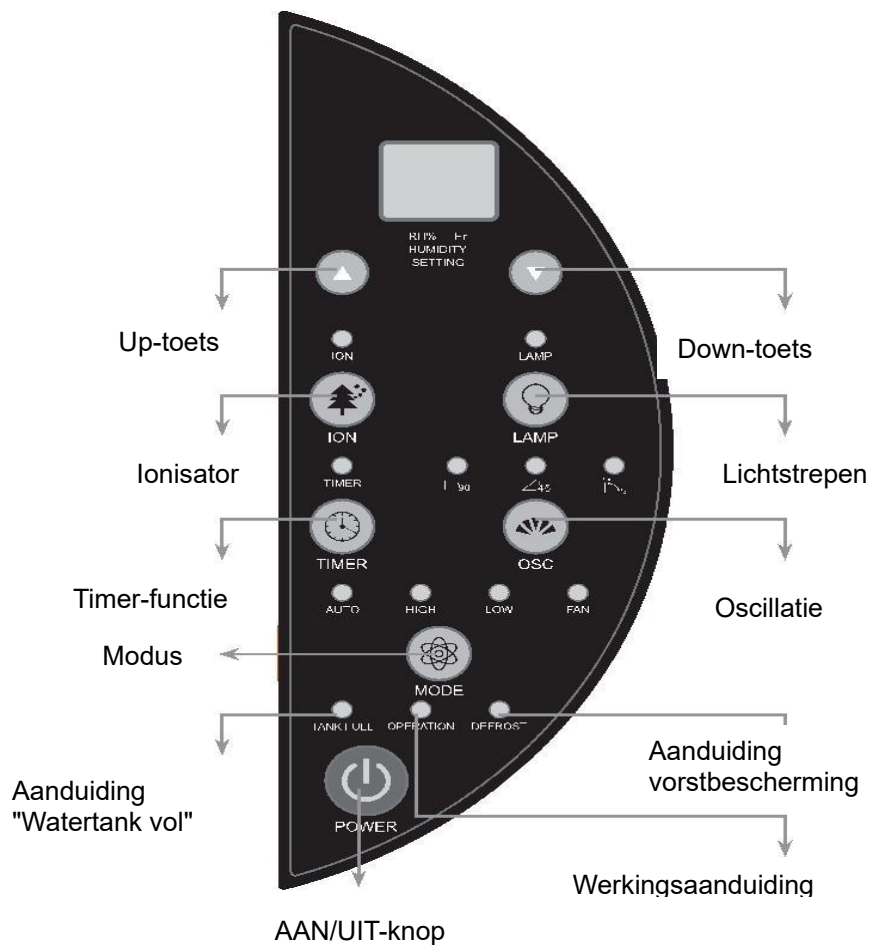 HUMIDITY
SETTING
Up-toets
Down-toets
ION
LAMP
ION
LAMP
Ionisator
Lichtstrepen
TIMER
90
45
TIMER
OSC
Timer-functie
Oscillatie
AUTO
HIGH
LOW
FAN
Modus
MODE
TANK FULL
OPERATION
DEFROST
Aanduiding
vorstbescherming
Aanduiding
"Watertank vol"
POWER
Werkingsaanduiding
AAN/UIT-knop